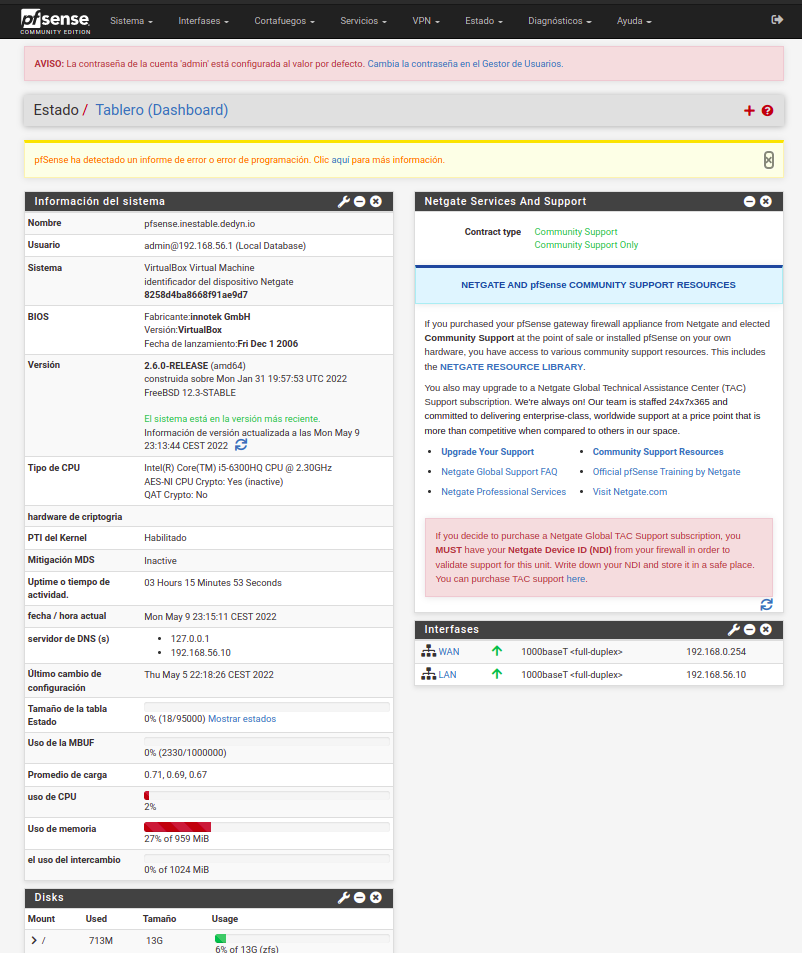 pfsense
COMMUNITY EDITION
Sistema
Interfases
Cortafuegos
Servicios
VPN
Estado
Diagnósticos
Ayuda
AVISO: La contraseña de la cuenta 'admin' está configurada al valor por defecto. Cambia la contraseña en el Gestor de Usuarios.
Estado / Tablero (Dashboard)
pfSense ha detectado un informe de error o error de programación. Clic aquí para más información.
Información del sistema
Nombre pfsense.inestable.dedyn.io
Usuario admin@192.168.56.1 (Local Database)
Sistema VirtualBox Virtual Machine
identificador del dispositivo Netgate
8258d4ba8668f91ae9d7
BIOS Fabricante:innotek GmbH
Versión:VirtualBox
Fecha de lanzamiento:Fri Dec 1 2006
Versión 2.6.0-RELEASE (amd64)
construida sobre Mon Jan 31 19:57:53 UTC 2022
FreeBSD 12.3-STABLE
El sistema está en la versión más reciente.
Información de versión actualizada a las Mon May 9
23:13:44 CEST 2022
Tipo de CPU Intel(R) Core(TM) i5-6300HQ CPU @ 2.30GHz
AES-NI CPU Crypto: Yes (inactive)
QAT Crypto: No
hardware de criptogria
PTI del Kernel Habilitado
Mitigación MDS Inactive
Uptime o tiempo de
actividad. 03 Hours 15 Minutes 53 Seconds
fecha / hora actual Mon May 9 23:15:11 CEST 2022
servidor de DNS (s) • 127.0.0.1
• 192.168.56.10
Último cambio de
configuración Thu May 5 22:18:26 CEST 2022
Tamaño de la tabla
Estado 0% (18/95000) Mostrar estados
Uso de la MBUF
0% (2330/1000000)
Promedio de carga 0.71, 0.69, 0.67
uso de CPU
2%
Uso de memoria
27% of 959 MiB
el uso del intercambio
0% of 1024 MiB
Disks
Mount Used Tamaño Usage
/ 713M 13G
6% of 13G (zfs)
Netgate Services And Support
Contract type Community Support
Community Support Only
NETGATE AND pfSense COMMUNITY SUPPORT RESOURCES
If you purchased your pfSense gateway firewall appliance from Netgate and elected
Community Support at the point of sale or installed pfSense on your own
hardware, you have access to various community support resources. This includes
the NETGATE RESOURCE LIBRARY.
You also may upgrade to a Netgate Global Technical Assistance Center (TAC)
Support subscription. We're always on! Our team is staffed 24x7x365 and
committed to delivering enterprise-class, worldwide support at a price point that is
more than competitive when compared to others in our space.
• Upgrade Your Support • Community Support Resources
• Netgate Global Support FAQ • Official pfSense Training by Netgate
• Netgate Professional Services • Visit Netgate.com
If you decide to purchase a Netgate Global TAC Support subscription, you
MUST have your Netgate Device ID (NDI) from your firewall in order to
validate support for this unit. Write down your NDI and store it in a safe place.
You can purchase TAC support here.
Interfases
WAN 1000baseT <full-duplex> 192.168.0.254
LAN 1000baseT <full-duplex> 192.168.56.10